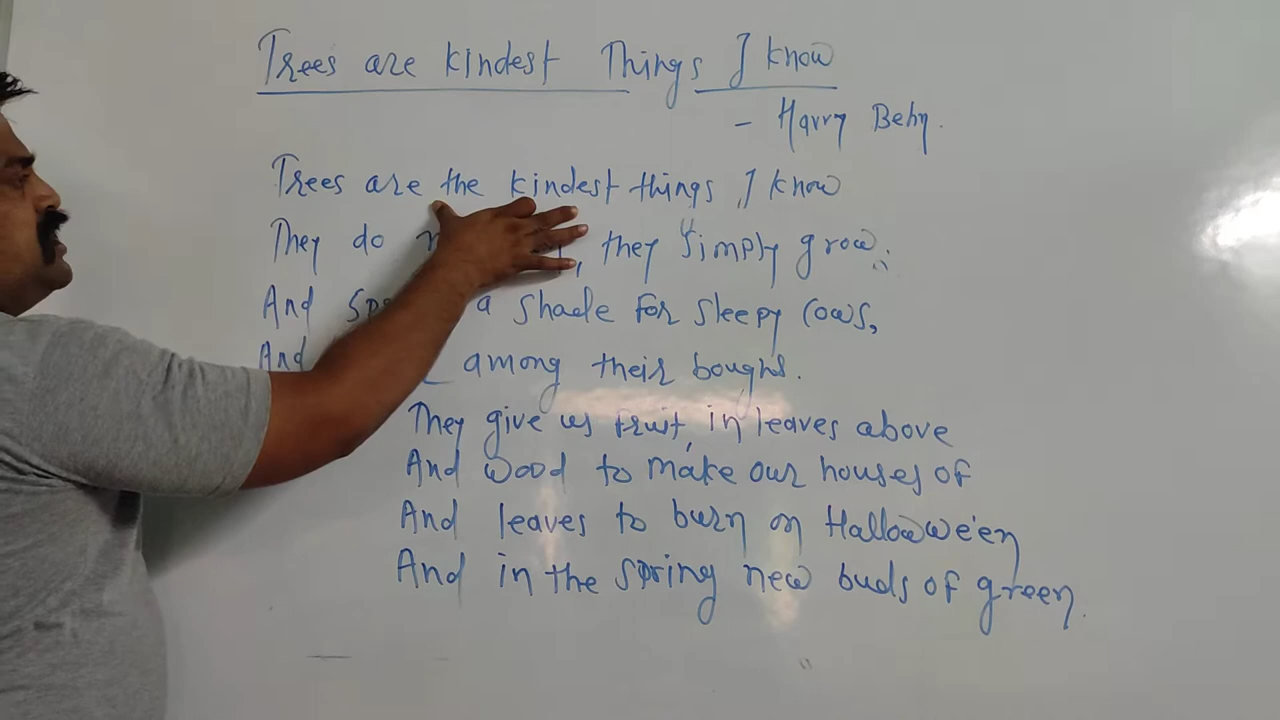 Trees are kindest Things I know
- Harry Behn.
Trees are the kindest things I know
They do they simply grow;
And a shade for sleepy cows,
And among their boughs.
They give us fruit, in leaves above
And wood to make our houses of
And leaves to burn on Hallowe'en
And in the spring new buds of green.